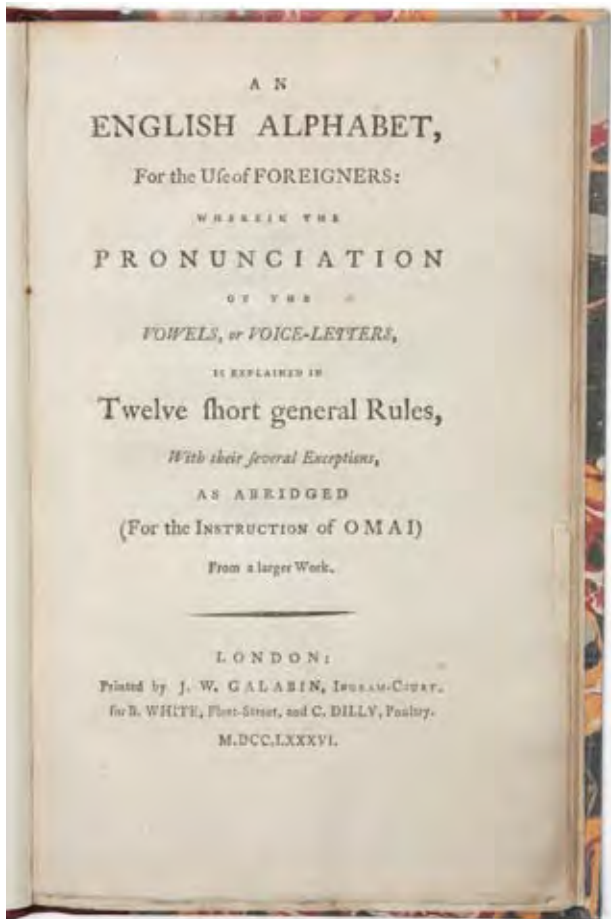 A N
ENGLISH ALPHABET,
For the Uſe of FOREIGNERS:
WHEREIN THE
PRONUNCIATION
OF THE
VOWELS, or VOICE-LETTERS,
IS EXPLAINED IN
Twelve ſhort general Rules,
With their ſeveral Exceptions,
AS ABRIDGED
(For the INSTRUCTION of OMAI)
From a larger Work.
LONDON:
Printed by J. W. GALABIN, INGRAM-COURT,
for B. WHITE, Fleet-Street, and C. DILLY, Poultry.
M.DCC.LXXXVI.